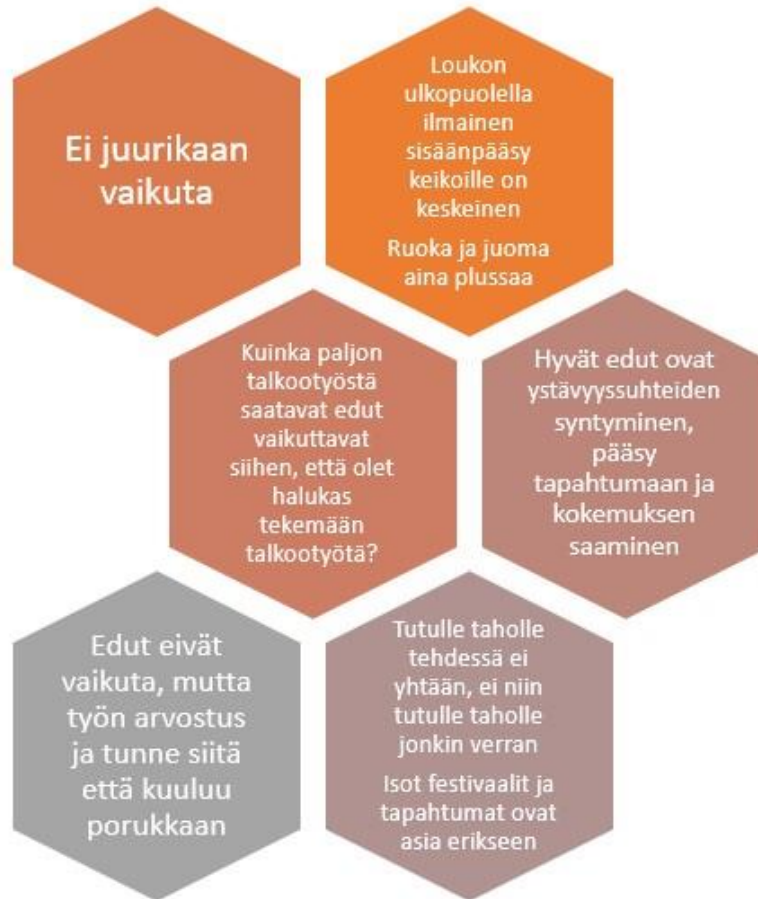 Ei juurikaan
vaikuta
Loukon
ulkopuolella
ilmainen
sisäänpääsy
keikoille on
keskeinen
Ruoka ja juoma
aina plussaa
Kuinka paljon
talkootyöstä
saatavat edut
vaikuttavat
siihen, että olet
halukas
tekemään
talkootyötä?
Hyvät edut ovat
ystävyyssuhteiden
syntyminen,
pääsy
tapahtumaan ja
kokemuksen
saaminen
Edut eivät
vaikuta, mutta
työn arvostus
ja tunne siitä
että kuuluu
porukkaan
Tutulle taholle
tehdessä ei
yhtään, ei niin
tutulle taholle
jonkin verran
Isot festivaalit ja
tapahtumat ovat
asia erikseen